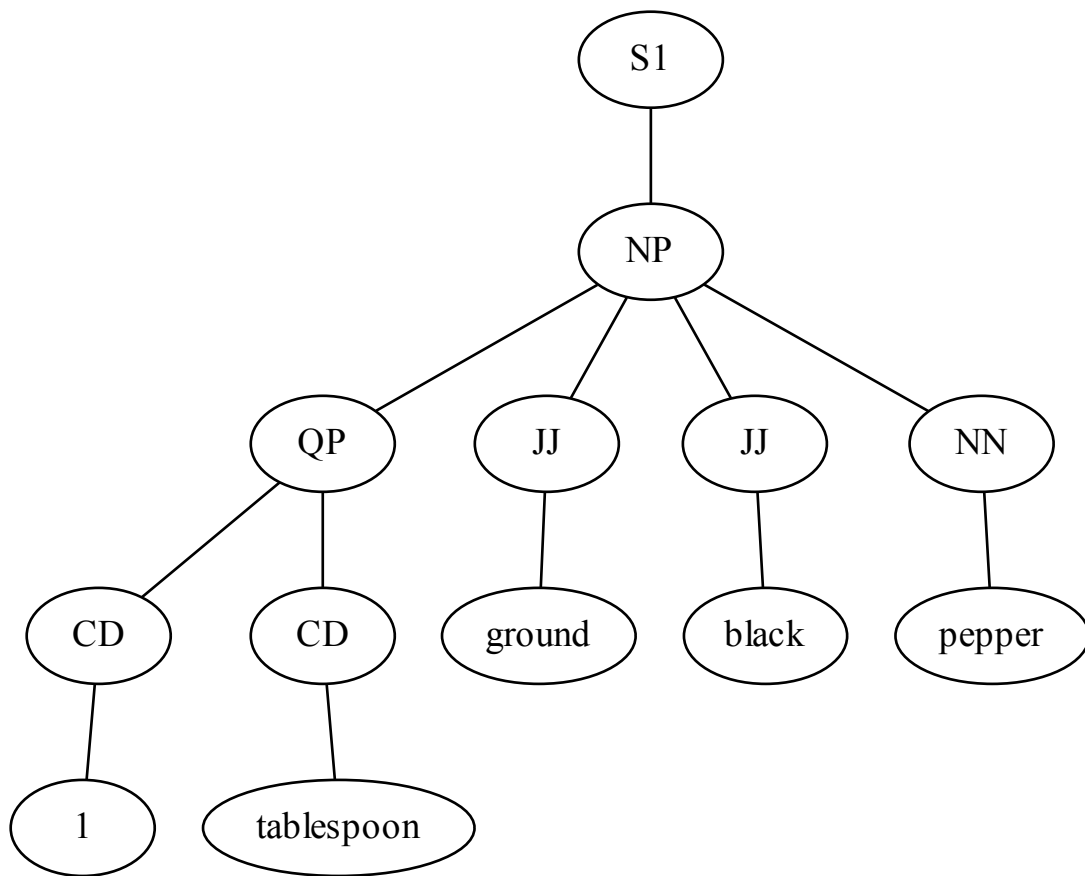 S1
NP
QP JJ JJ NN
CD CD ground black pepper
1 tablespoon